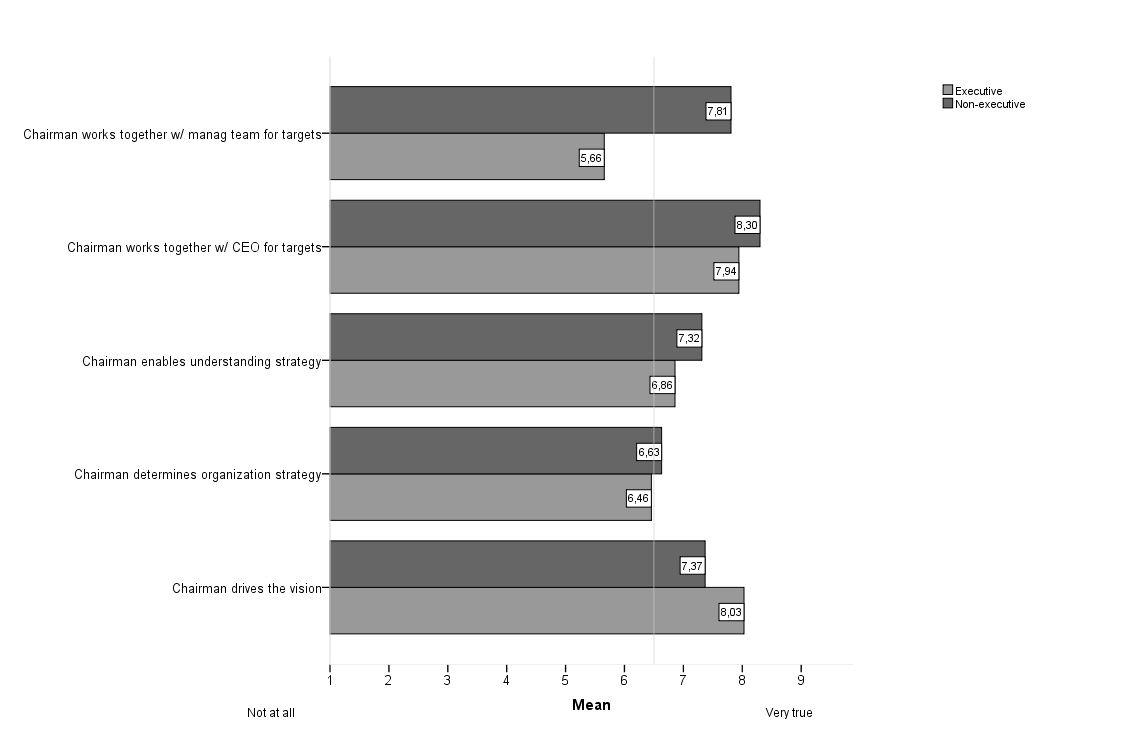 Executive
Non-executive
Chairman works together w/ manag team for targets
7,81
5,66
Chairman works together w/ CEO for targets
8,30
7,94
Chairman enables understanding strategy
7,32
6,86
Chairman determines organization strategy
6,63
6,46
Chairman drives the vision
7,37
8,03
1 2 3 4 5 6 7 8 9
Mean
Not at all Very true